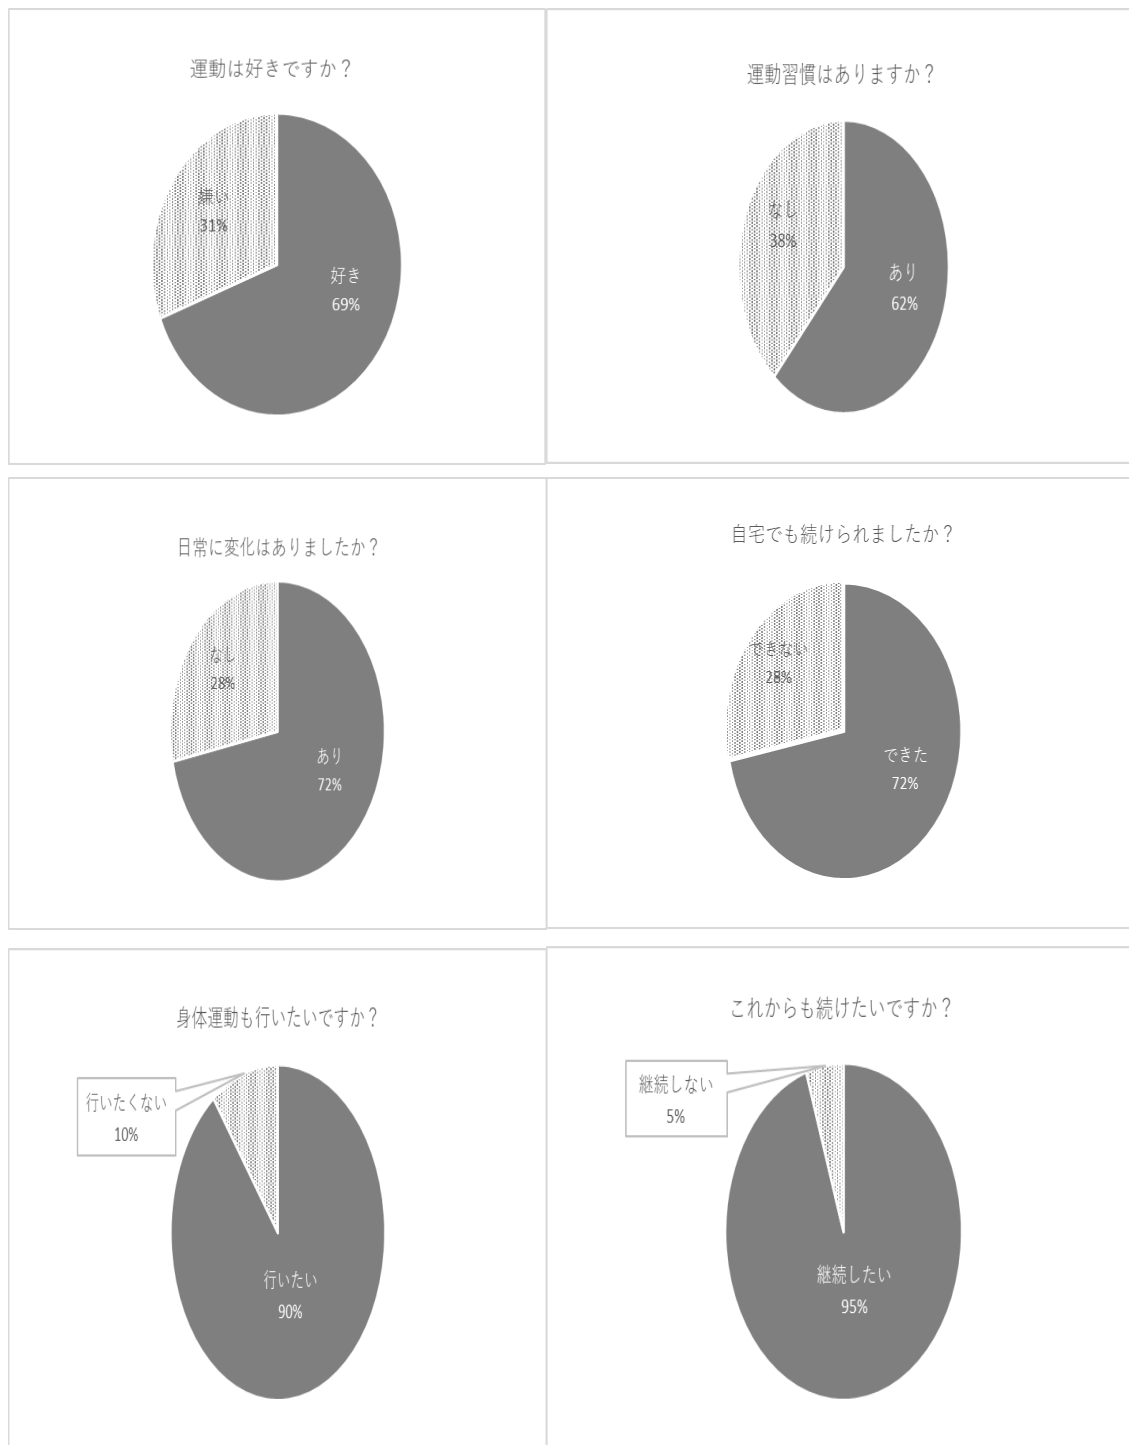 運動は好きですか？
嫌い
31%
好き
69%
運動習慣はありますか？
なし
38%
あり
62%
日常に変化はありましたか？
なし
28%
あり
72%
自宅でも続けられましたか？
できない
28%
できた
72%
身体運動も行いたいですか？
行いたくない
10%
行いたい
90%
これからも続けたいですか？
継続しない
5%
継続したい
95%